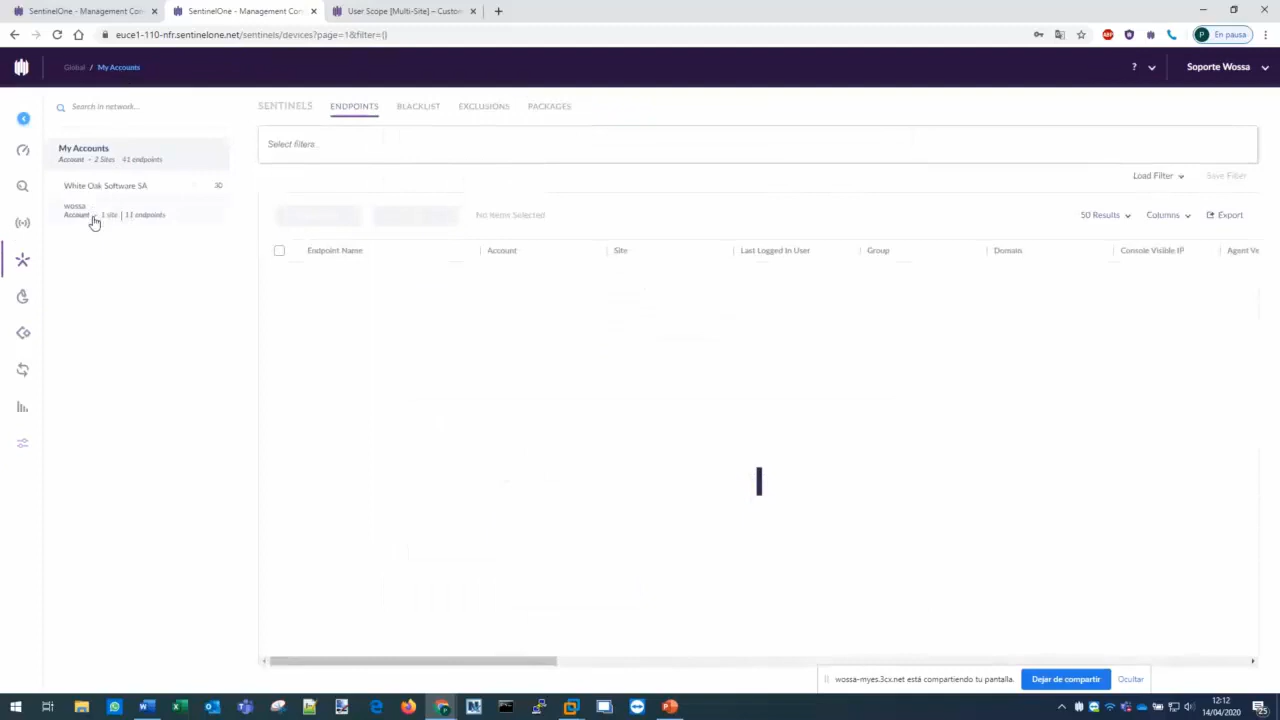 SentinelOne - Management Con
SentinelOne - Management Con
User Scope [Multi-Site] – Custom
euce1-110-nfr.sentinelone.net/sentinels/devices?page=1&filter={}
ABP
P En pausa
Global / My Accounts
?
Soporte Wossa
Search in network...
SENTINELS
ENDPOINTS
BLACKLIST
EXCLUSIONS
PACKAGES
My Accounts
Account - 2 Sites 41 endpoints
White Oak Software SA 30
wossa
Account 1 site | 11 endpoints
Select filters
Load Filter
Save Filter
No Items Selected
50 Results
Columns
Export
Endpoint Name
Account
Site
Last Logged In User
Group
Domain
Console Visible IP
Agent Ve
wossa-myes.3cx.net está compartiendo tu pantalla.
Dejar de compartir
Ocultar
12:12
14/04/2020
25